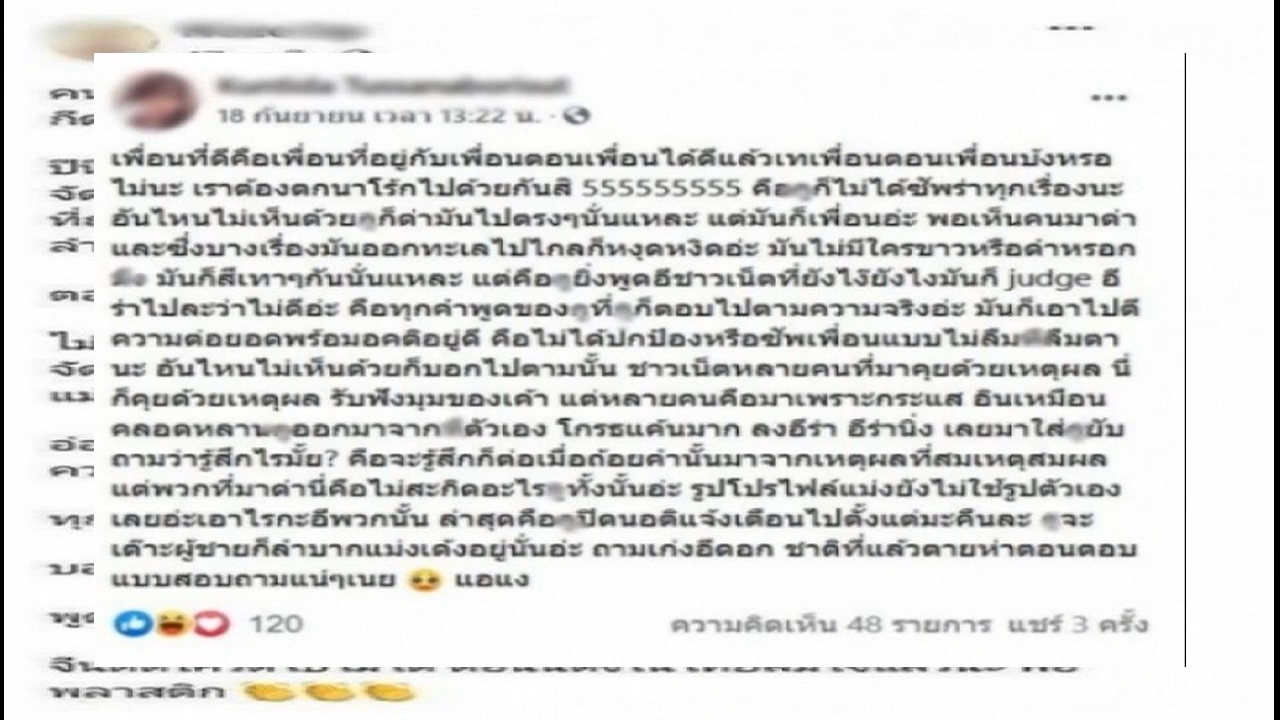 18 กันยายน เวลา 13:22 น.
เพื่อนที่ดีคือเพื่อนที่อยู่กับเพื่อนตอนเพื่อนได้ดีแล้วเทเพื่อนตอนเพื่อนบ้งหรอ
ไม่นะ เราต้องตกนาโร้กไปด้วยกันสิ 555555555 คือ ก็ไม่ได้ซัพร่าทุกเรื่องนะ
อันไหนไม่เห็นด้วย ก็ด่ามันไปตรงๆนั่นแหละ แต่มันก็เพื่อนอ่ะ พอเห็นคนมาด่า
และซึ่งบางเรื่องมันออกทะเลไปไกลก็หงุดหงิดอ่ะ มันไม่มีใครขาวหรือดำหรอก
มันก็สีเทาๆกันนั่นแหละ แต่คือ ยิ่งพูดอีชาวเน็ตที่ยังไงยังไงมันก็ judge อี
ร่าไปละว่าไม่ดีอ่ะ คือทุกคำพูดของ ที่ ก็ตอบไปตามความจริงอ่ะ มันก็เอาไปตี
ความต่อยอดพร้อมอคติอยู่ดี คือไม่ได้ปกป้องหรือซัพเพื่อนแบบไม่ลืม ลืมตา
นะ อันไหนไม่เห็นด้วยก็บอกไปตามนั้น ชาวเน็ตหลายคนที่มาคุยด้วยเหตุผล นี่
ก็คุยด้วยเหตุผล รับฟังมุมของเค้า แต่หลายคนคือมาเพราะกระแส อินเหมือน
คลอดหลาน ออกมาจาก ตัวเอง โกรธแค้นมาก ลงอีร่า อีร่านิ่ง เลยมาใส่ ยับ
ถามว่ารู้สึกไรมั้ย? คือจะรู้สึกก็ต่อเมื่อถ้อยคำนั้นมาจากเหตุผลที่สมเหตุสมผล
แต่พวกที่มาด่านี่คือไม่สะกิดอะไร ทั้งนั้นอ่ะ รูปโปรไฟล์แม่งยังไม่ใช้รูปตัวเอง
เลยอ่ะเอาไรกะอีพวกนั้น ล่าสุดคือ ปิดนอติแจ้งเตือนไปตั้งแต่มะคืนละ จะ
เต๊าะผู้ชายก็ลำบากแม่งเด้งอยู่นั่นอ่ะ ถามเก่งอีดอก ชาติที่แล้วตายห่าตอนตอบ
แบบสอบถามแน่ๆเนย 🥺 แอแง
120
ความคิดเห็น 48 รายการ แชร์ 3 ครั้ง
พลาสติก 👏👏👏